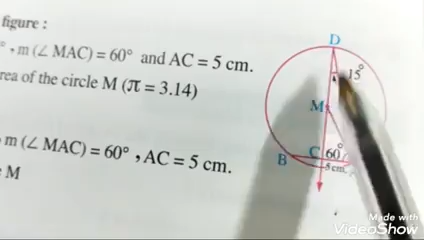 figure :
° , m (∠ MAC) = 60° and AC = 5 cm.
rea of the circle M (π = 3.14)
m (∠ MAC) = 60° , AC = 5 cm.
M
D
15°
M
B
C
60°
5 cm.
Made with
VideoShow